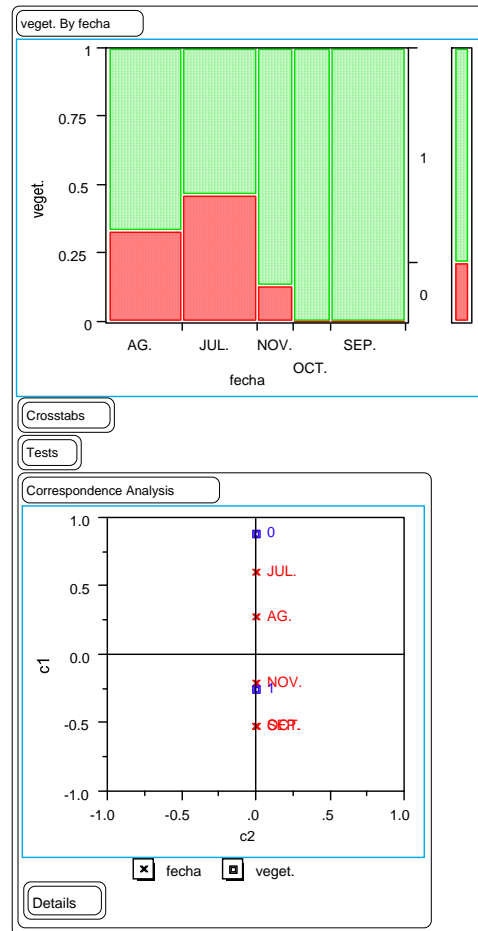 veget. By fecha
1
0.75
0.5
0.25
0
veget.
1
0
AG. JUL. NOV. SEP.
OCT.
fecha
Crosstabs
Tests
Correspondence Analysis
1.0
0.5
0.0
-0.5
-1.0
c1
0
JUL.
AG.
NOV.
1
-1.0 -0.5 .0 .5 1.0
c2
fecha veget.
Details